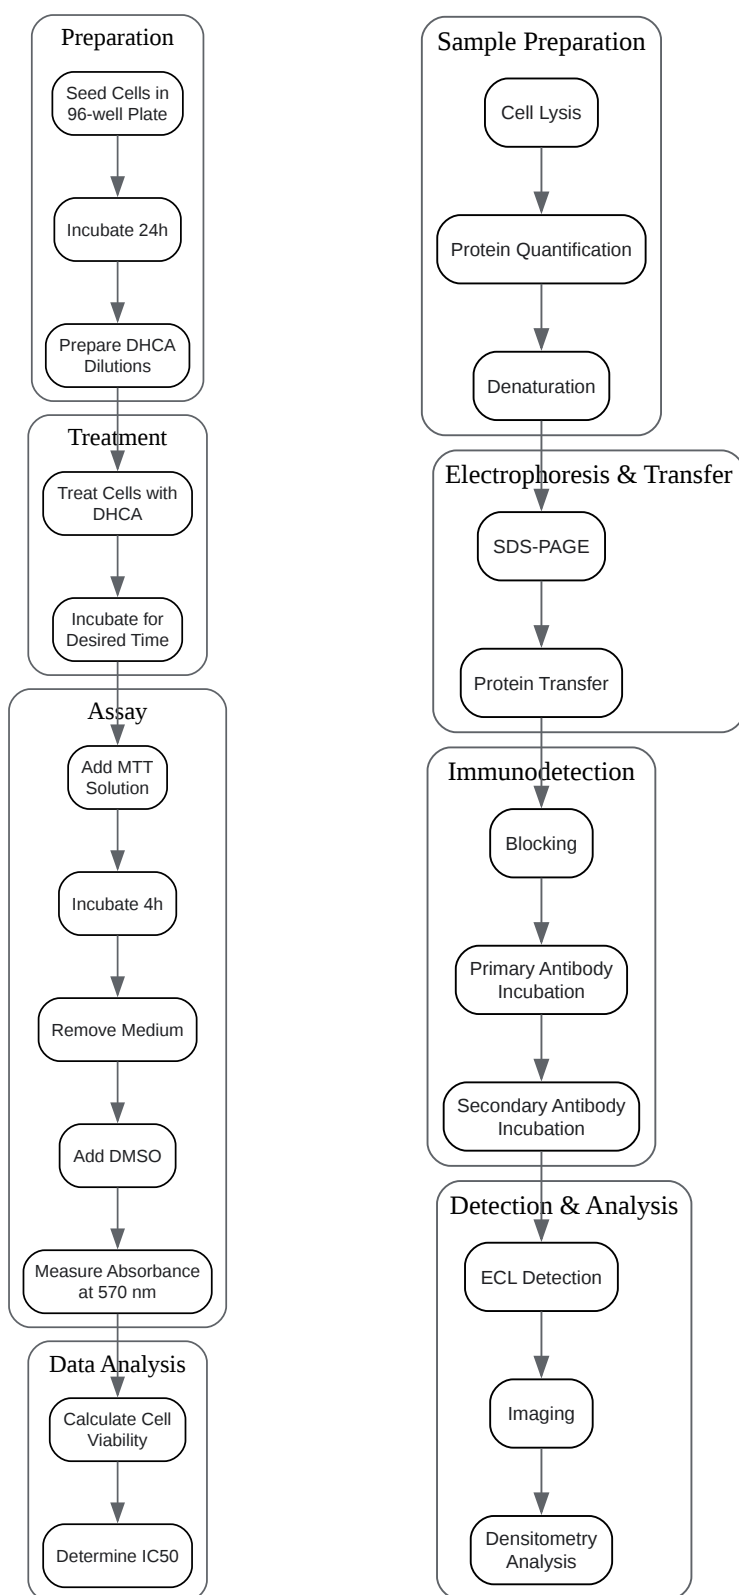 Preparation
Seed Cells in
96-well Plate
Incubate 24h
Prepare DHCA
Dilutions
Treatment
Treat Cells with
DHCA
Incubate for
Desired Time
Assay
Add MTT
Solution
Incubate 4h
Remove Medium
Add DMSO
Measure Absorbance
at 570 nm
Data Analysis
Calculate Cell
Viability
Determine IC50
Sample Preparation
Cell Lysis
Protein Quantification
Denaturation
Electrophoresis & Transfer
SDS-PAGE
Protein Transfer
Immunodetection
Blocking
Primary Antibody
Incubation
Secondary Antibody
Incubation
Detection & Analysis
ECL Detection
Imaging
Densitometry
Analysis